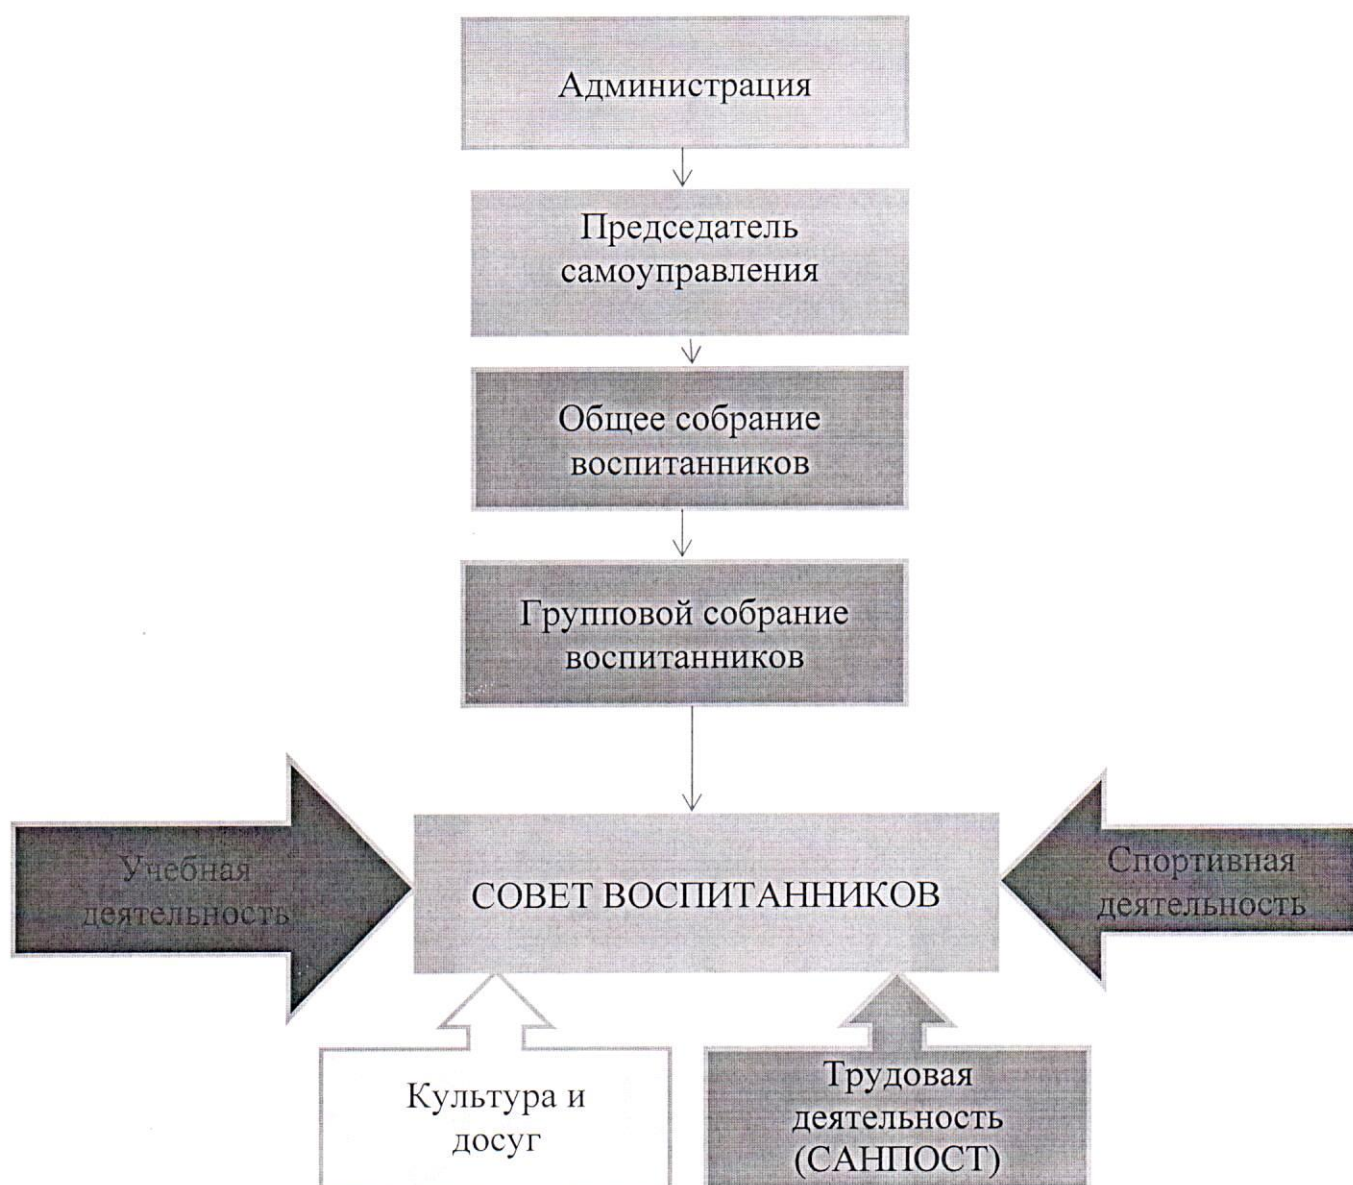 Администрация
Председатель
самоуправления
Общее собрание
воспитанников
Групповой собрание
воспитанников
Учебная
деятельность
СОВЕТ ВОСПИТАННИКОВ
Спортивная
деятельность
Культура и
досуг
Трудовая
деятельность
(САНПОСТ)